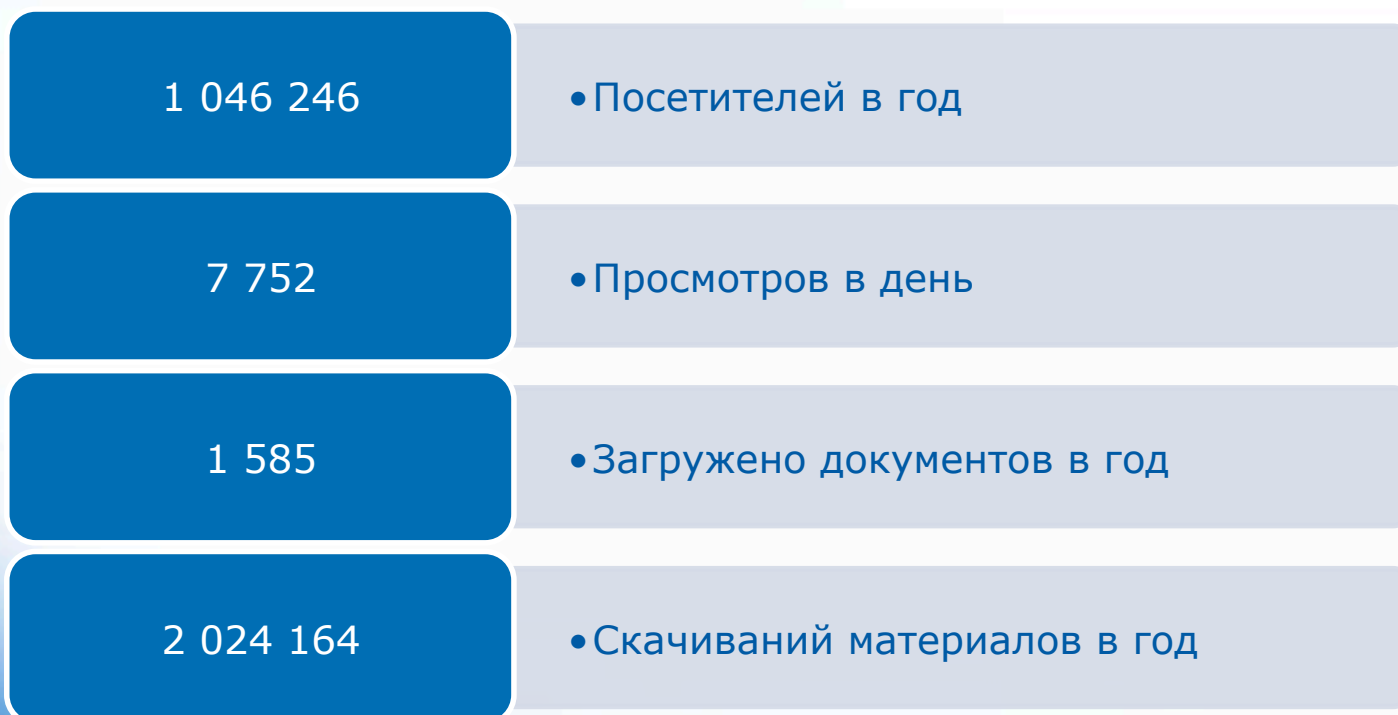 1 046 246
•Посетителей в год
7 752
•Просмотров в день
1 585
•Загружено документов в год
2 024 164
•Скачиваний материалов в год